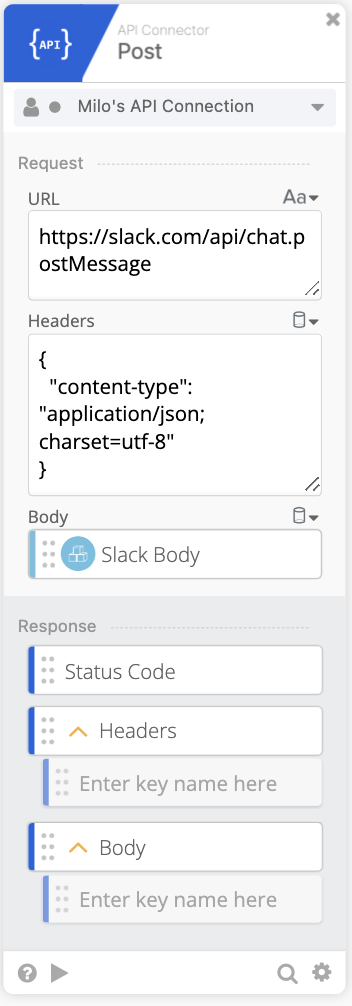 {API}
API Connector
Post
Milo's API Connection
Request
URL
Aa
https://slack.com/api/chat.p
ostMessage
Headers
{
"content-type":
"application/json;
charset=utf-8"
}
Body
Slack Body
Response
Status Code
Headers
Enter key name here
Body
Enter key name here
?